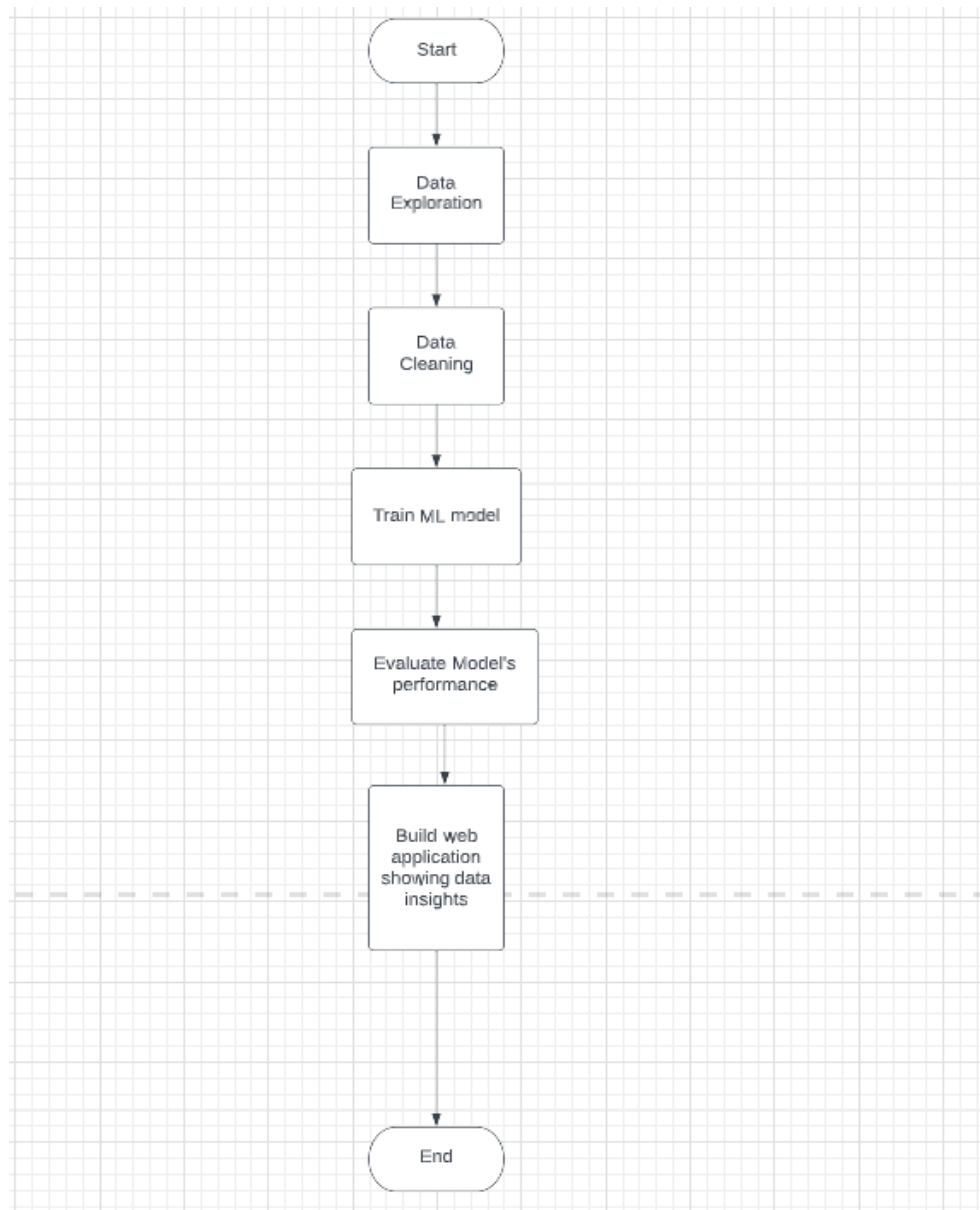 Start
Data
Exploration
Data
Cleaning
Train ML model
Evaluate Model's
performance
Build web
application
showing data
insights
End